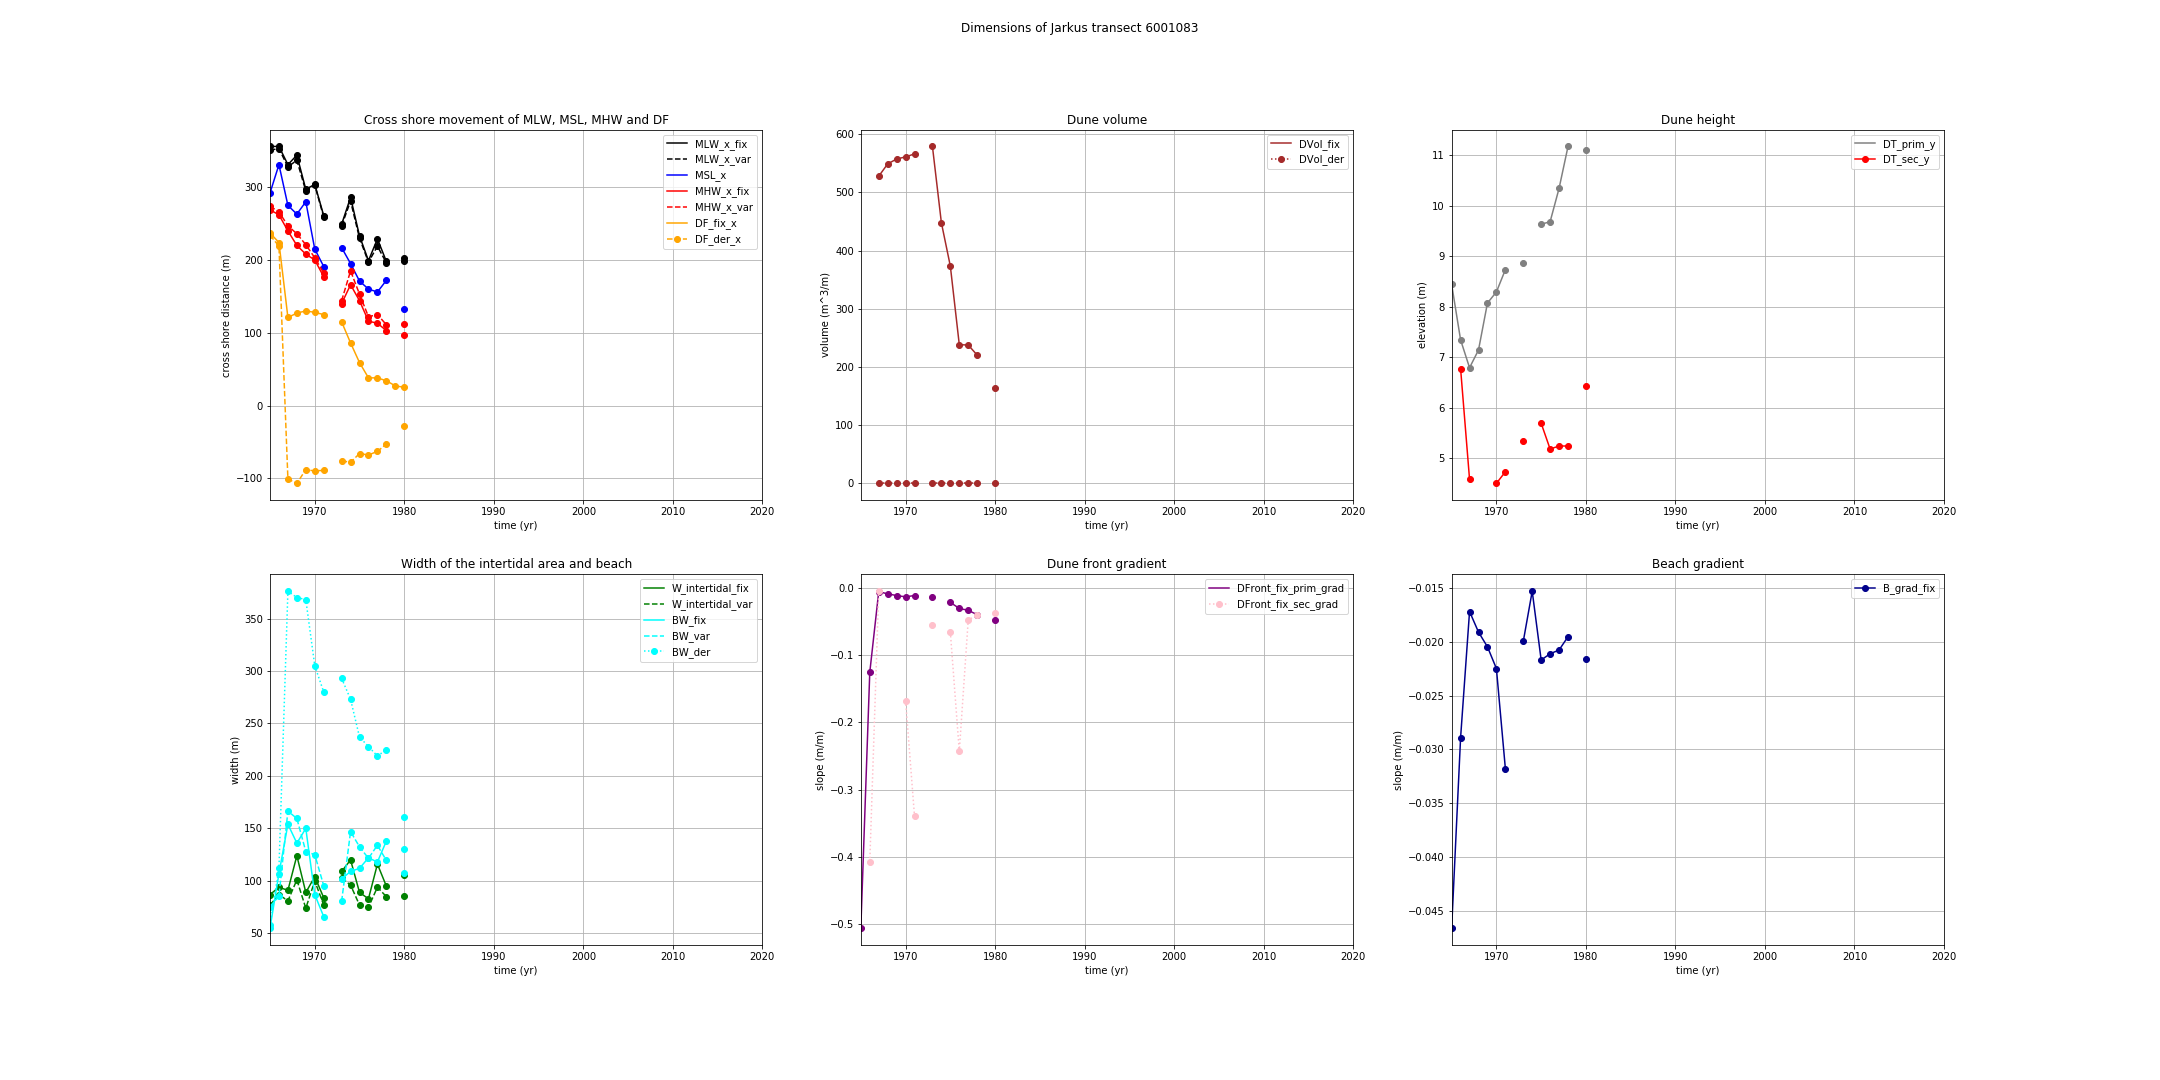 Dimensions of Jarkus transect 6001083
Cross shore movement of MLW, MSL, MHW and DF
cross shore distance (m)
300
200
100
0
−100
1970 1980 1990 2000 2010 2020
time (yr)
MLW_x_fix
MLW_x_var
MSL_x
MHW_x_fix
MHW_x_var
DF_fix_x
DF_der_x
Dune volume
volume (m^3/m)
600
500
400
300
200
100
0
1970 1980 1990 2000 2010 2020
time (yr)
DVol_fix
DVol_der
Dune height
elevation (m)
11
10
9
8
7
6
5
1970 1980 1990 2000 2010 2020
time (yr)
DT_prim_y
DT_sec_y
Width of the intertidal area and beach
width (m)
350
300
250
200
150
100
50
1970 1980 1990 2000 2010 2020
time (yr)
W_intertidal_fix
W_intertidal_var
BW_fix
BW_var
BW_der
Dune front gradient
slope (m/m)
0.0
−0.1
−0.2
−0.3
−0.4
−0.5
1970 1980 1990 2000 2010 2020
time (yr)
DFront_fix_prim_grad
DFront_fix_sec_grad
Beach gradient
slope (m/m)
−0.015
−0.020
−0.025
−0.030
−0.035
−0.040
−0.045
1970 1980 1990 2000 2010 2020
time (yr)
B_grad_fix